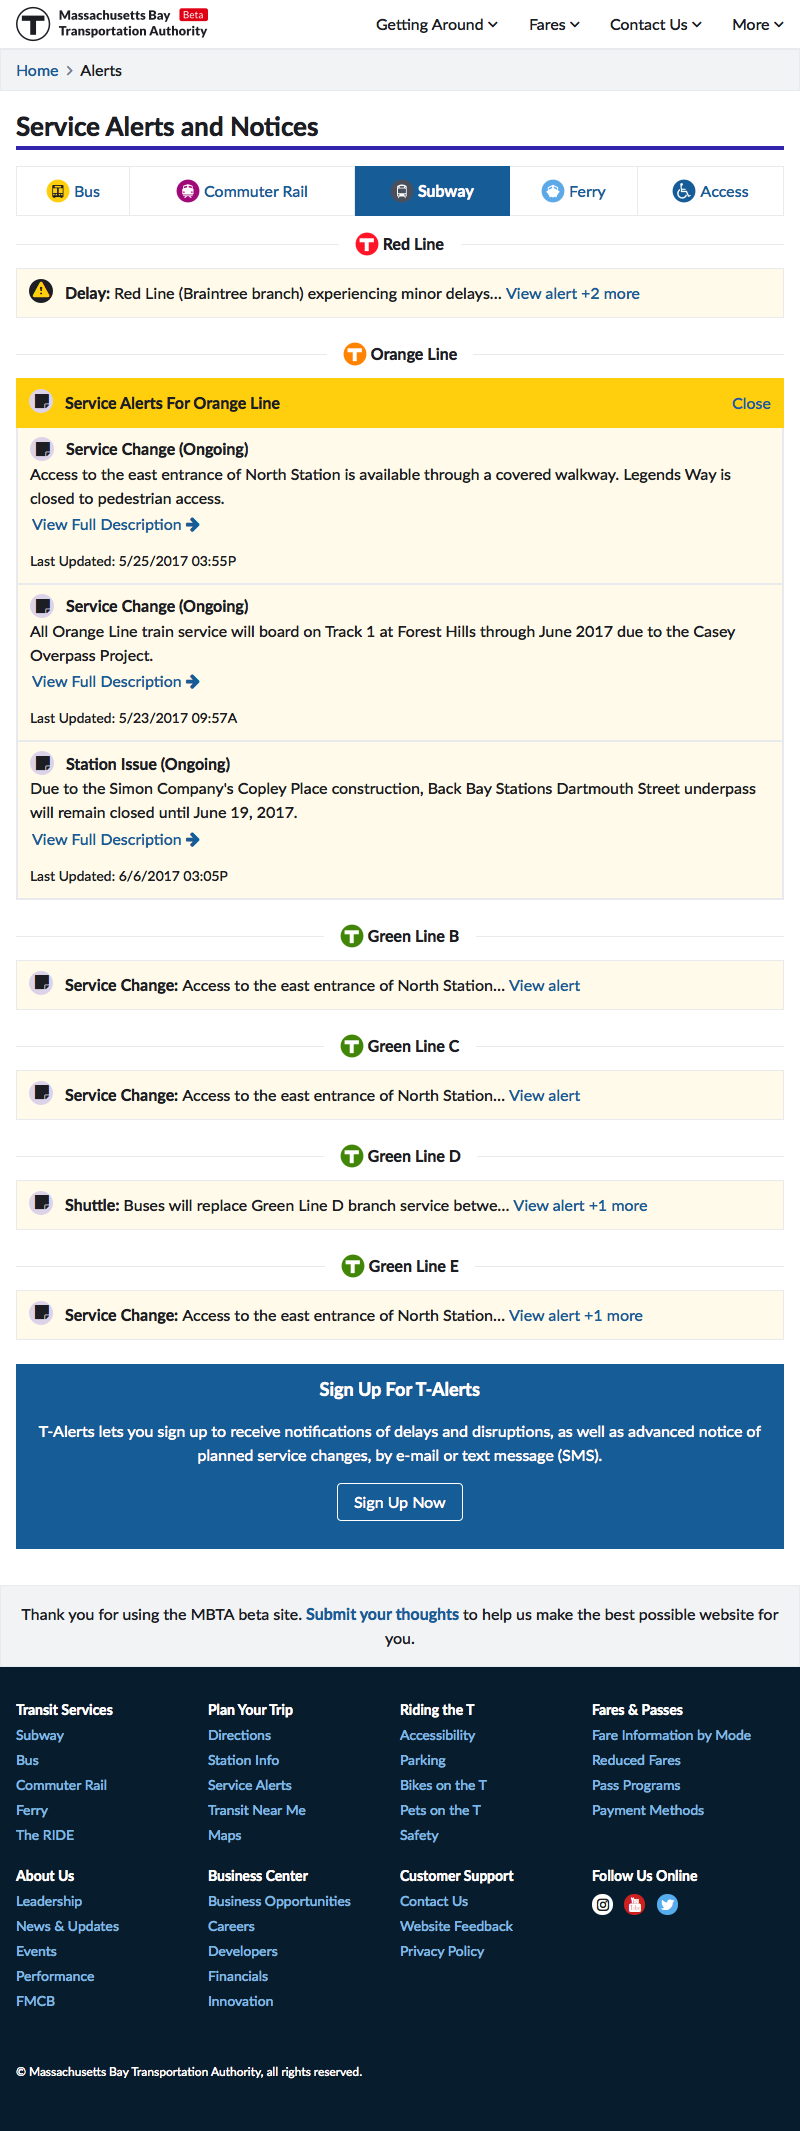 Massachusetts Bay Beta
Transportation Authority
Getting Around Fares Contact Us More
Home > Alerts
Service Alerts and Notices
Bus Commuter Rail Subway Ferry Access
T Red Line
Delay: Red Line (Braintree branch) experiencing minor delays... View alert +2 more
T Orange Line
Service Alerts For Orange Line Close
Service Change (Ongoing)
Access to the east entrance of North Station is available through a covered walkway. Legends Way is
closed to pedestrian access.
View Full Description
Last Updated: 5/25/2017 03:55P
Service Change (Ongoing)
All Orange Line train service will board on Track 1 at Forest Hills through June 2017 due to the Casey
Overpass Project.
View Full Description
Last Updated: 5/23/2017 09:57A
Station Issue (Ongoing)
Due to the Simon Company's Copley Place construction, Back Bay Stations Dartmouth Street underpass
will remain closed until June 19, 2017.
View Full Description
Last Updated: 6/6/2017 03:05P
T Green Line B
Service Change: Access to the east entrance of North Station... View alert
T Green Line C
Service Change: Access to the east entrance of North Station... View alert
T Green Line D
Shuttle: Buses will replace Green Line D branch service betwe... View alert +1 more
T Green Line E
Service Change: Access to the east entrance of North Station... View alert +1 more
Sign Up For T-Alerts
T-Alerts lets you sign up to receive notifications of delays and disruptions, as well as advanced notice of
planned service changes, by e-mail or text message (SMS).
Sign Up Now
Thank you for using the MBTA beta site. Submit your thoughts to help us make the best possible website for
you.
Transit Services
Subway
Bus
Commuter Rail
Ferry
The RIDE
Plan Your Trip
Directions
Station Info
Service Alerts
Transit Near Me
Maps
Riding the T
Accessibility
Parking
Bikes on the T
Pets on the T
Safety
Fares & Passes
Fare Information by Mode
Reduced Fares
Pass Programs
Payment Methods
About Us
Leadership
News & Updates
Events
Performance
FMCB
Business Center
Business Opportunities
Careers
Developers
Financials
Innovation
Customer Support
Contact Us
Website Feedback
Privacy Policy
Follow Us Online
© Massachusetts Bay Transportation Authority, all rights reserved.